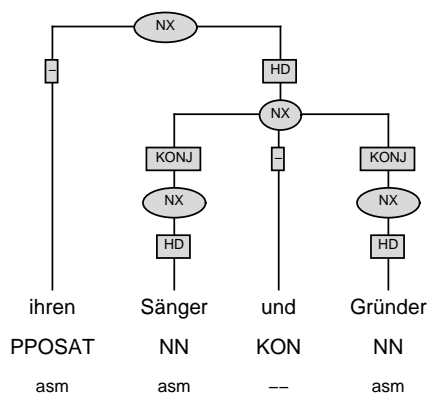 NX
– HD
NX
KONJ – KONJ
NX NX
HD HD
ihren Sänger und Gründer
PPOSAT NN KON NN
asm asm –– asm